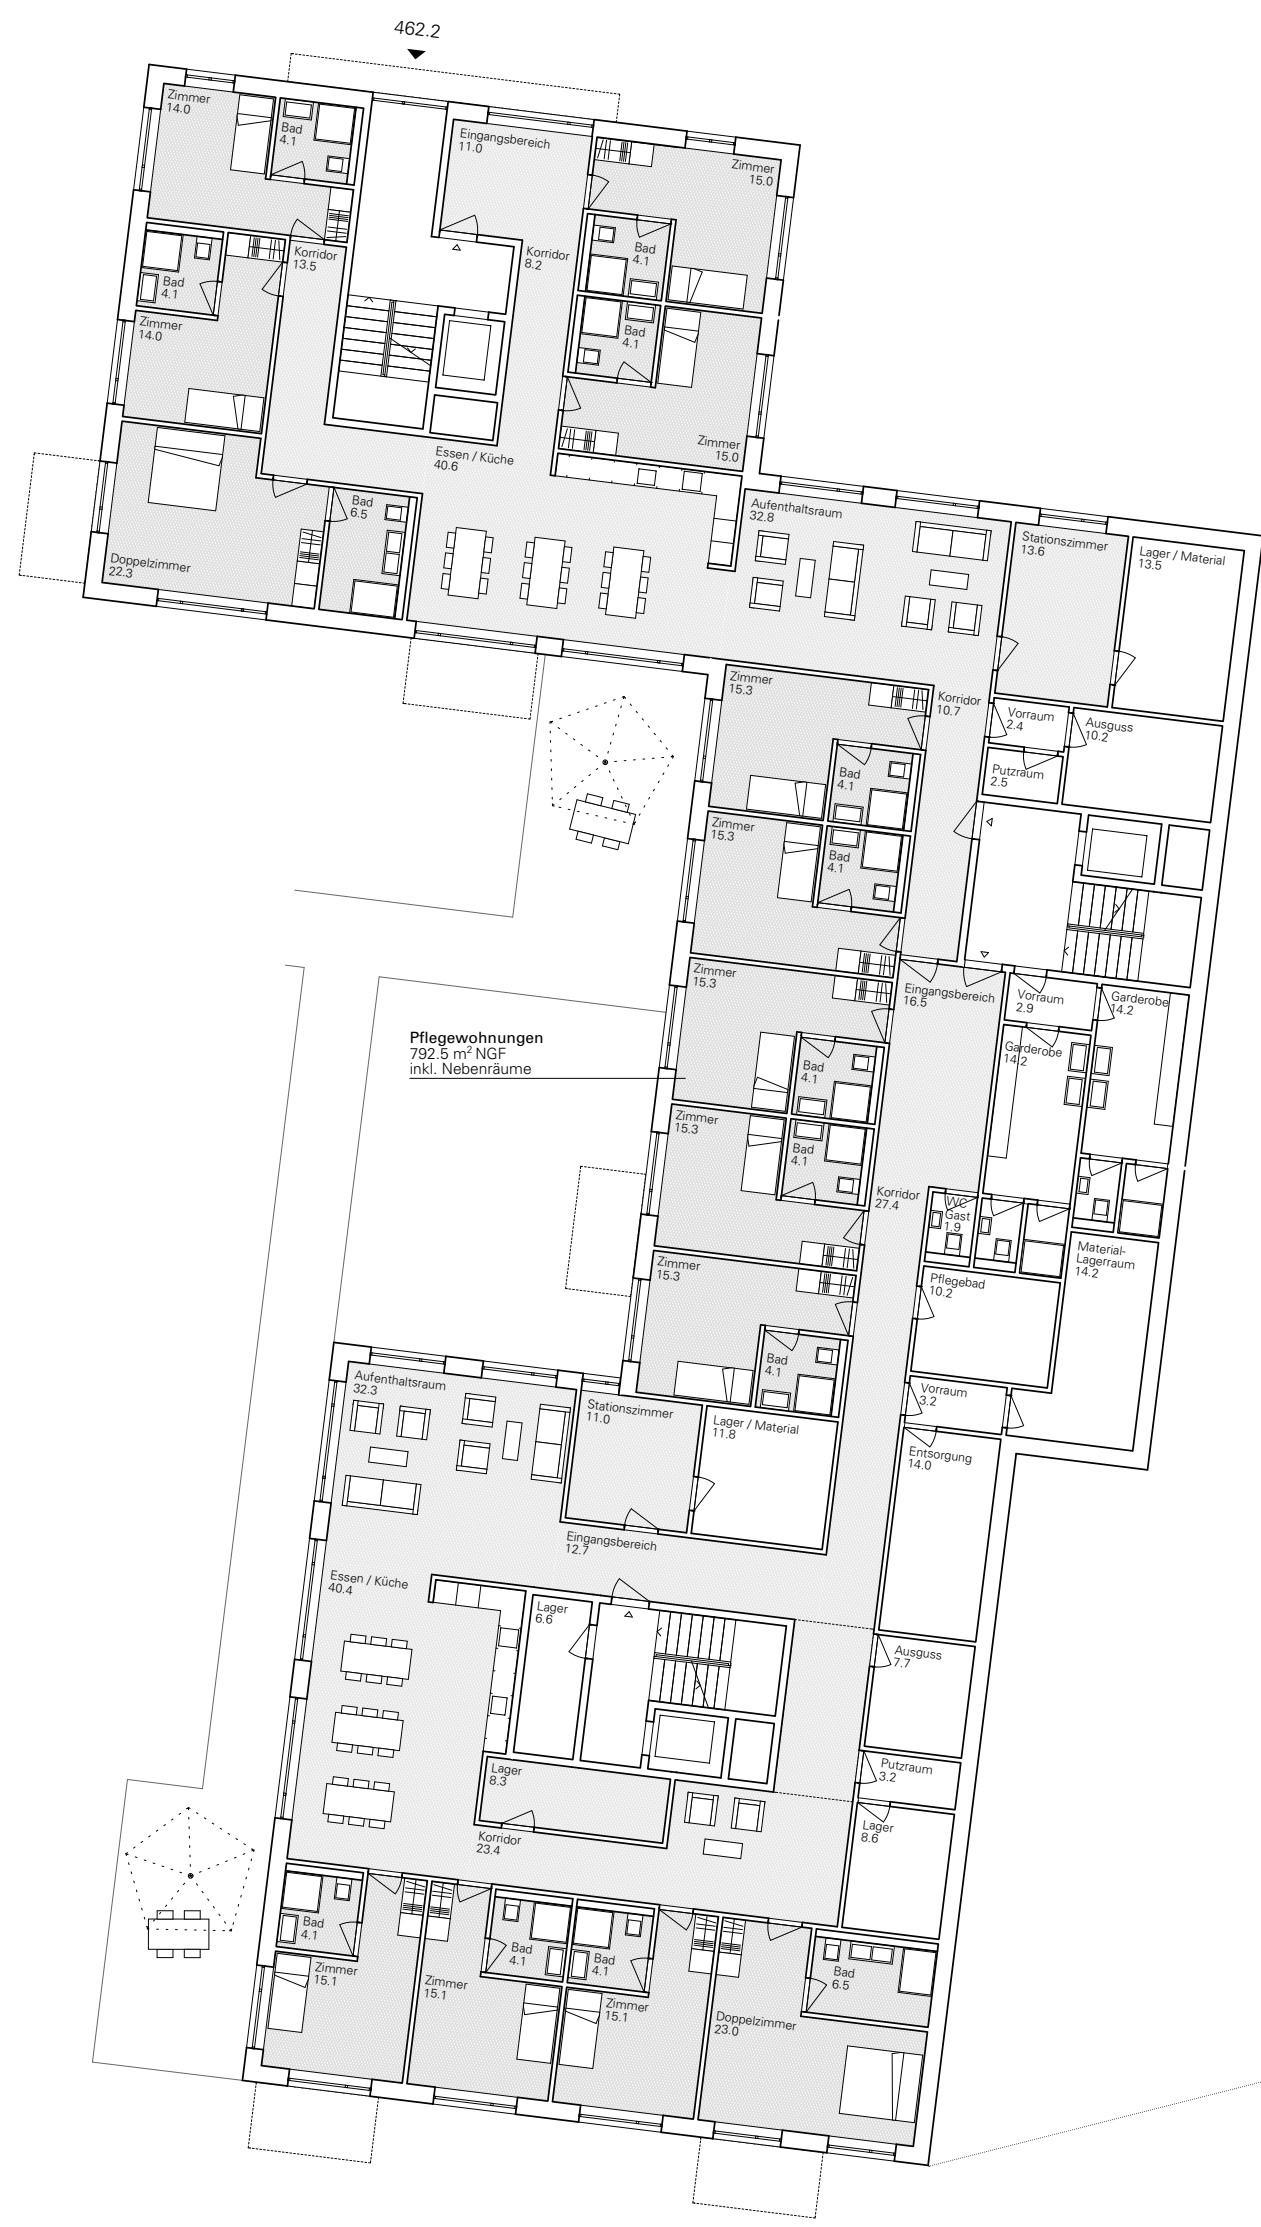 462.2
Zimmer
14.0
Bad
4.1
Eingangsbereich
11.0
Zimmer
15.0
Korridor
13.5
Korridor
8.2
Bad
4.1
Bad
4.1
Zimmer
14.0
Bad
4.1
Zimmer
15.0
Essen / Küche
40.6
Bad
6.5
Doppelzimmer
22.3
Aufenthaltsraum
32.8
Stationszimmer
13.6
Lager / Material
13.5
Zimmer
15.3
Korridor
10.7
Vorraum
2.4
Ausguss
10.2
Putzraum
2.5
Bad
4.1
Zimmer
15.3
Bad
4.1
Zimmer
15.3
Eingangsbereich
16.5
Vorraum
2.9
Garderobe
14.2
Garderobe
14.2
Pflegewohnungen
792.5 m² NGF
inkl. Nebenräume
Bad
4.1
Zimmer
15.3
Bad
4.1
Korridor
27.4
WC
Gast
1.9
Material-
Lagerraum
14.2
Zimmer
15.3
Pflegebad
10.2
Bad
4.1
Vorraum
3.2
Aufenthaltsraum
32.3
Stationszimmer
11.0
Lager / Material
11.8
Entsorgung
14.0
Eingangsbereich
12.7
Essen / Küche
40.4
Lager
6.6
Ausguss
7.7
Lager
8.3
Putzraum
3.2
Korridor
23.4
Lager
8.6
Bad
4.1
Zimmer
15.1
Zimmer
15.1
Bad
4.1
Bad
4.1
Zimmer
15.1
Bad
6.5
Doppelzimmer
23.0